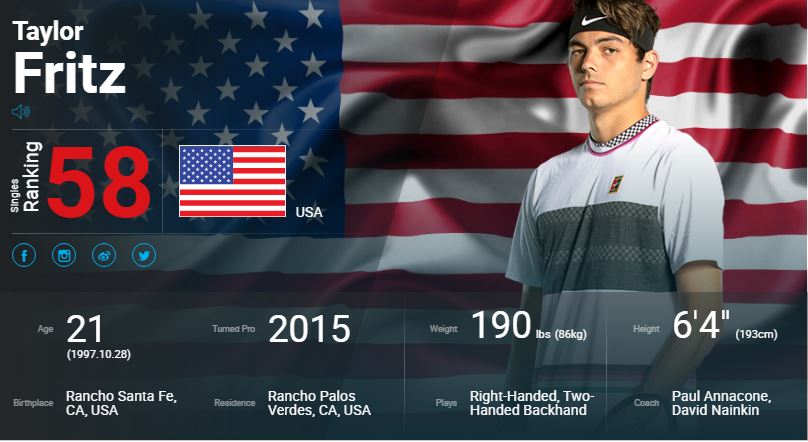 Taylor
Fritz
Singles
Ranking
58
USA
Age
21
(1997.10.28)
Turned Pro
2015
Weight
190 lbs (86kg)
Height
6'4" (193cm)
Birthplace
Rancho Santa Fe,
CA, USA
Residence
Rancho Palos
Verdes, CA, USA
Plays
Right-Handed, Two-
Handed Backhand
Coach
Paul Annacone,
David Nainkin